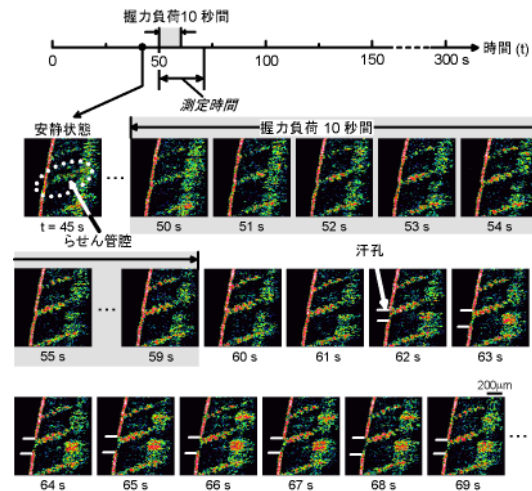 握力負荷10秒間
0 50 100 150 300 s 時間 (t)
測定時間
安静状態
握力負荷 10 秒間
...
t = 45 s 50 s 51 s 52 s 53 s 54 s
らせん管腔
汗孔
...
55 s 59 s 60 s 61 s 62 s 63 s
200μm
...
64 s 65 s 66 s 67 s 68 s 69 s